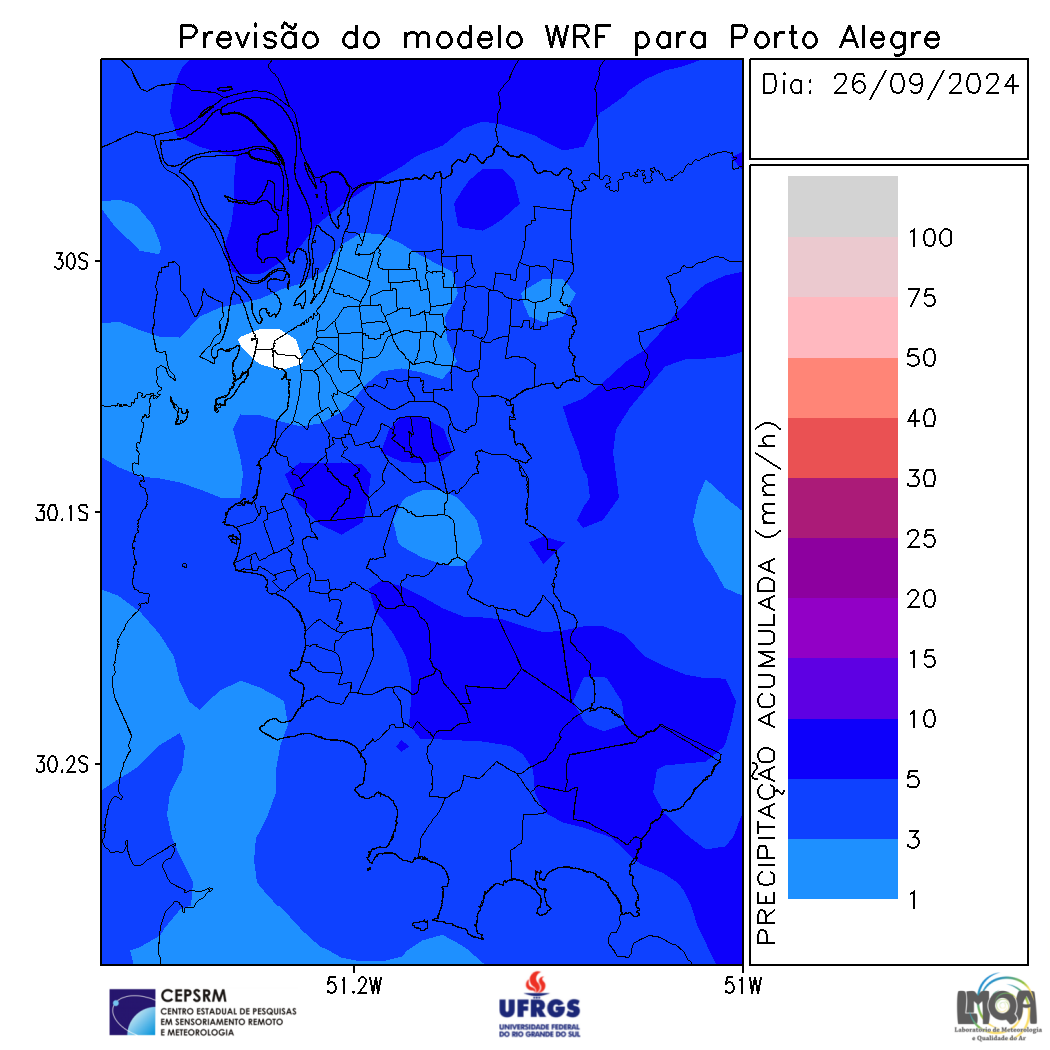 Previsão do modelo WRF para Porto Alegre
Dia: 26/09/2024
30S
30.1S
30.2S
51.2W
51W
PRECIPITAÇÃO ACUMULADA (mm/h)
100
75
50
40
30
25
20
15
10
5
3
1
CEPSRM
CENTRO ESTADUAL DE PESQUISAS
EM SENSORIAMENTO REMOTO
E METEOROLOGIA
UFRGS
UNIVERSIDADE FEDERAL
DO RIO GRANDE DO SUL
LMQA
Laboratório de Meteorologia
e Qualidade do Ar